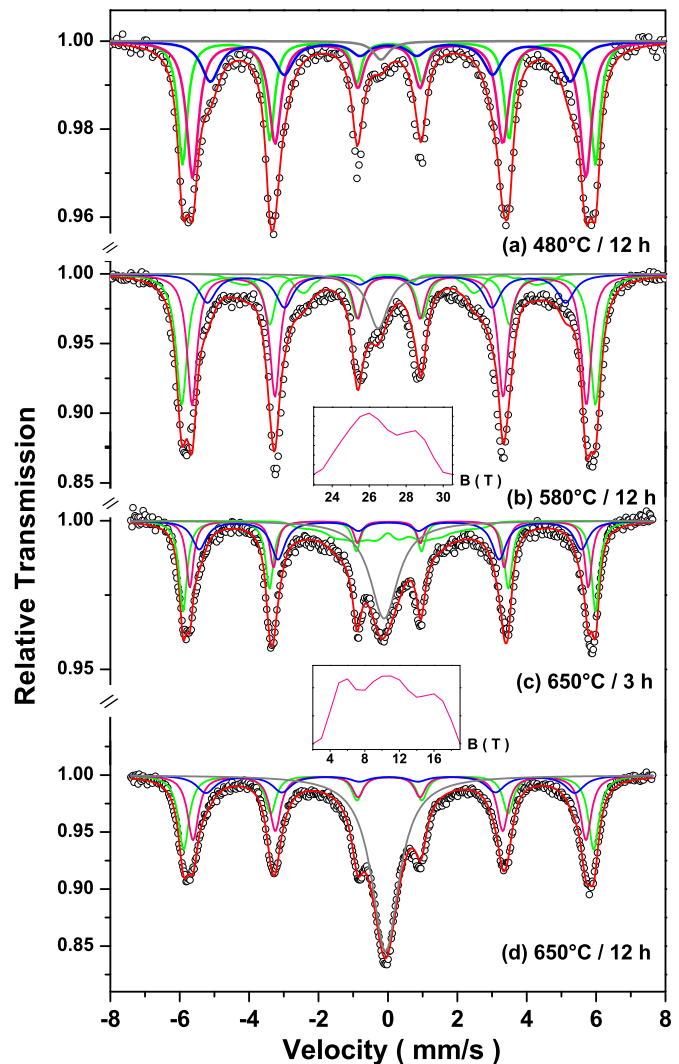 1.00
0.98
0.96
(a) 480°C / 12 h
1.00
0.95
0.90
0.85
24 26 28 30
B ( T )
(b) 580°C / 12 h
1.00
0.95
(c) 650°C / 3 h
4 8 12 16
B ( T )
1.00
0.95
0.90
0.85
(d) 650°C / 12 h
Relative Transmission
-8 -6 -4 -2 0 2 4 6 8
Velocity ( mm/s )